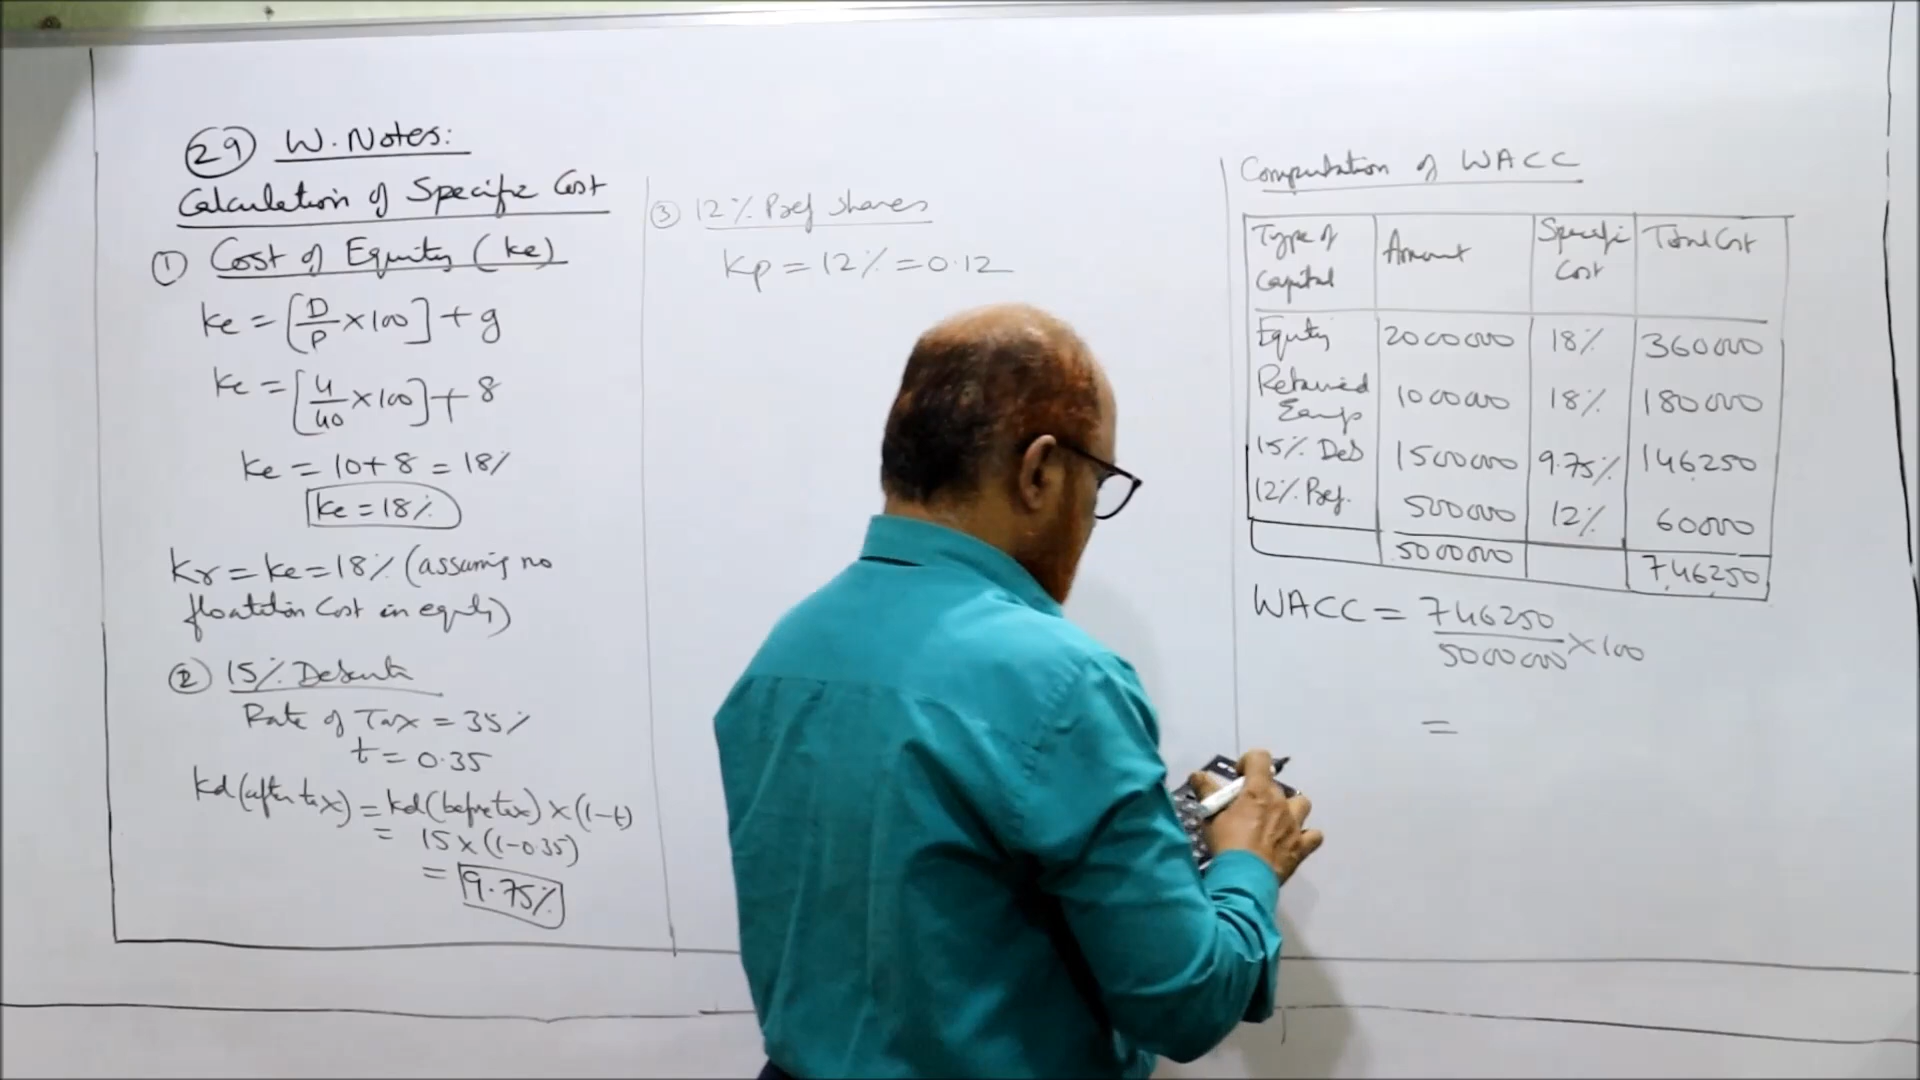 29 W. Notes:
Calculation of Specific Cost
① Cost of Equity (ke)
ke = [D/P × 100] + g
ke = [4/40 × 100] + 8
ke = 10 + 8 = 18%
ke = 18%
kr = ke = 18% (assuming no
floatation Cost in equity)
② 15% Debenture
Rate of Tax = 35%
t = 0.35
kd (after tax) = kd (before tax) × (1-t)
= 15 × (1-0.35)
= 9.75%
③ 12% Pref shares
Kp = 12% = 0.12
Computation of WACC
Type of Capital | Amount | Specific Cost | Total Cost
Equity | 2000000 | 18% | 360000
Retained Earngs | 1000000 | 18% | 180000
15% Deb | 1500000 | 9.75% | 146250
12% Pref. | 500000 | 12% | 60000
5000000 | 746250
WACC = 746250/5000000 × 100
=